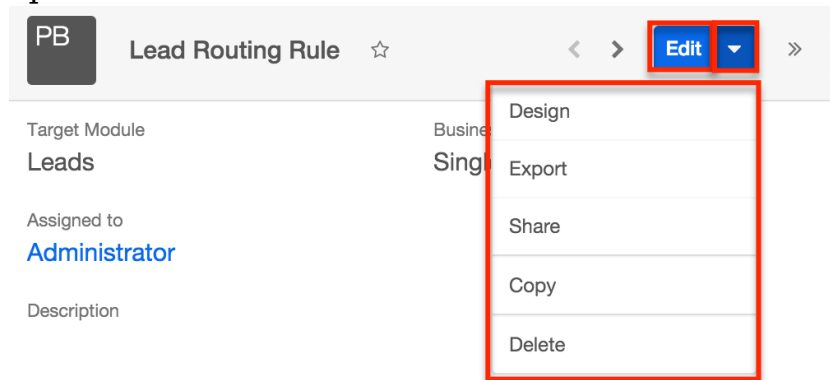 PB
Lead Routing Rule
Edit
Target Module
Leads
Assigned to
Administrator
Description
Design
Export
Share
Copy
Delete